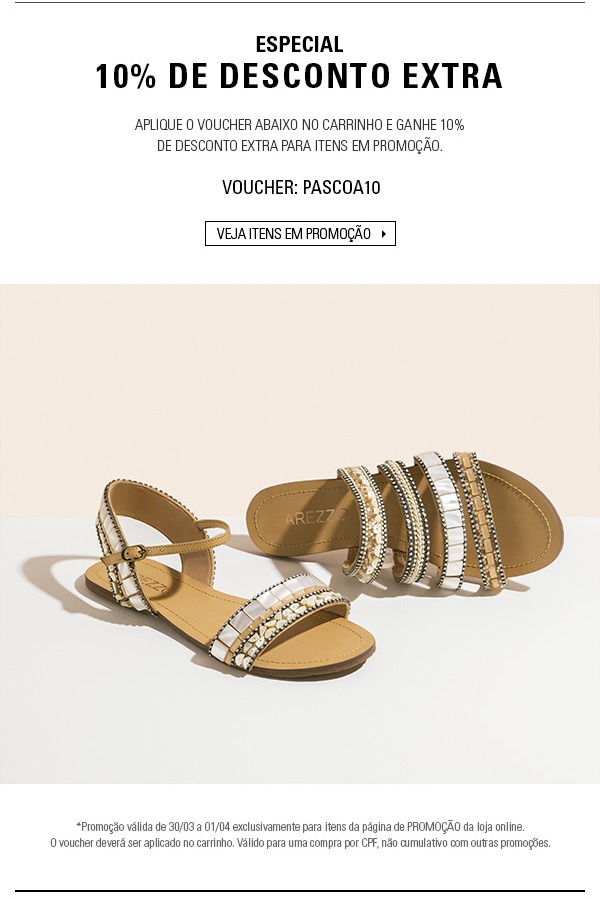 ESPECIAL
10% DE DESCONTO EXTRA
APLIQUE O VOUCHER ABAIXO NO CARRINHO E GANHE 10%
DE DESCONTO EXTRA PARA ITENS EM PROMOÇÃO.
VOUCHER: PASCOA10
VEJA ITENS EM PROMOÇÃO
AREZZO
AREZZO
*Promoção válida de 30/03 a 01/04 exclusivamente para itens da página de PROMOÇÃO da loja online.
O voucher deverá ser aplicado no carrinho. Válido para uma compra por CPF, não cumulativo com outras promoções.